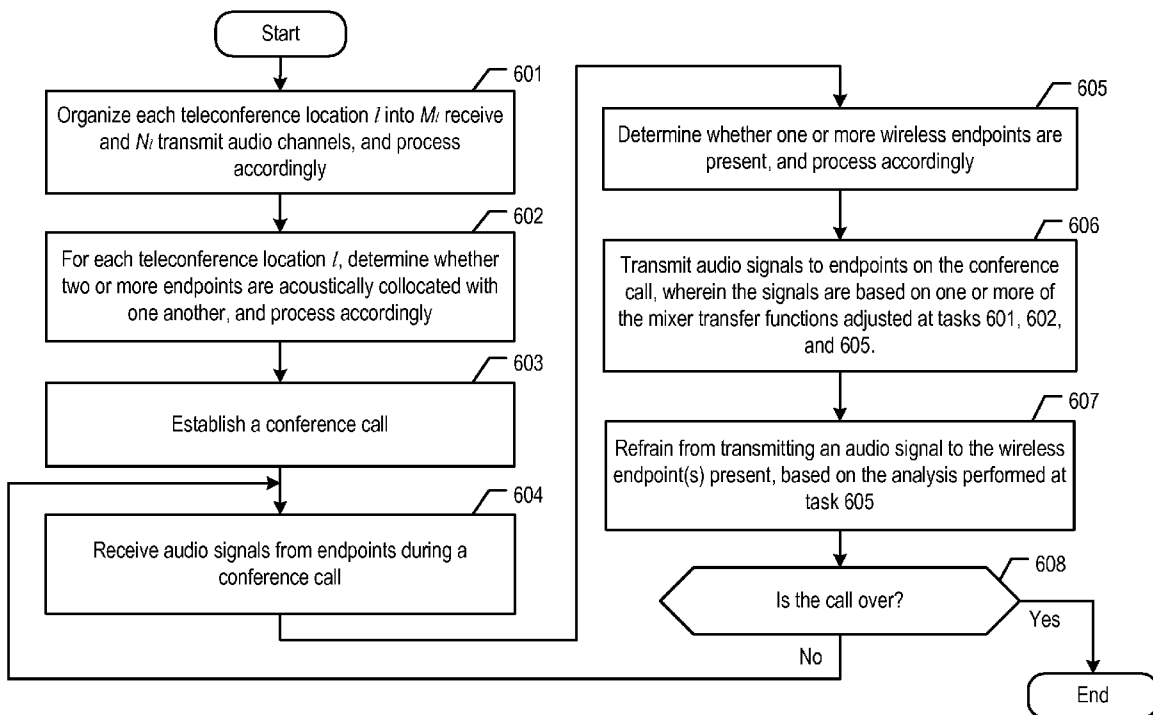 Start
601
Organize each teleconference location l into Ml receive
and Nl transmit audio channels, and process
accordingly
602
For each teleconference location l, determine whether
two or more endpoints are acoustically collocated with
one another, and process accordingly
603
Establish a conference call
604
Receive audio signals from endpoints during a
conference call
605
Determine whether one or more wireless endpoints are
present, and process accordingly
606
Transmit audio signals to endpoints on the conference
call, wherein the signals are based on one or more of
the mixer transfer functions adjusted at tasks 601, 602,
and 605.
607
Refrain from transmitting an audio signal to the wireless
endpoint(s) present, based on the analysis performed at
task 605
608
Is the call over?
Yes
No
End